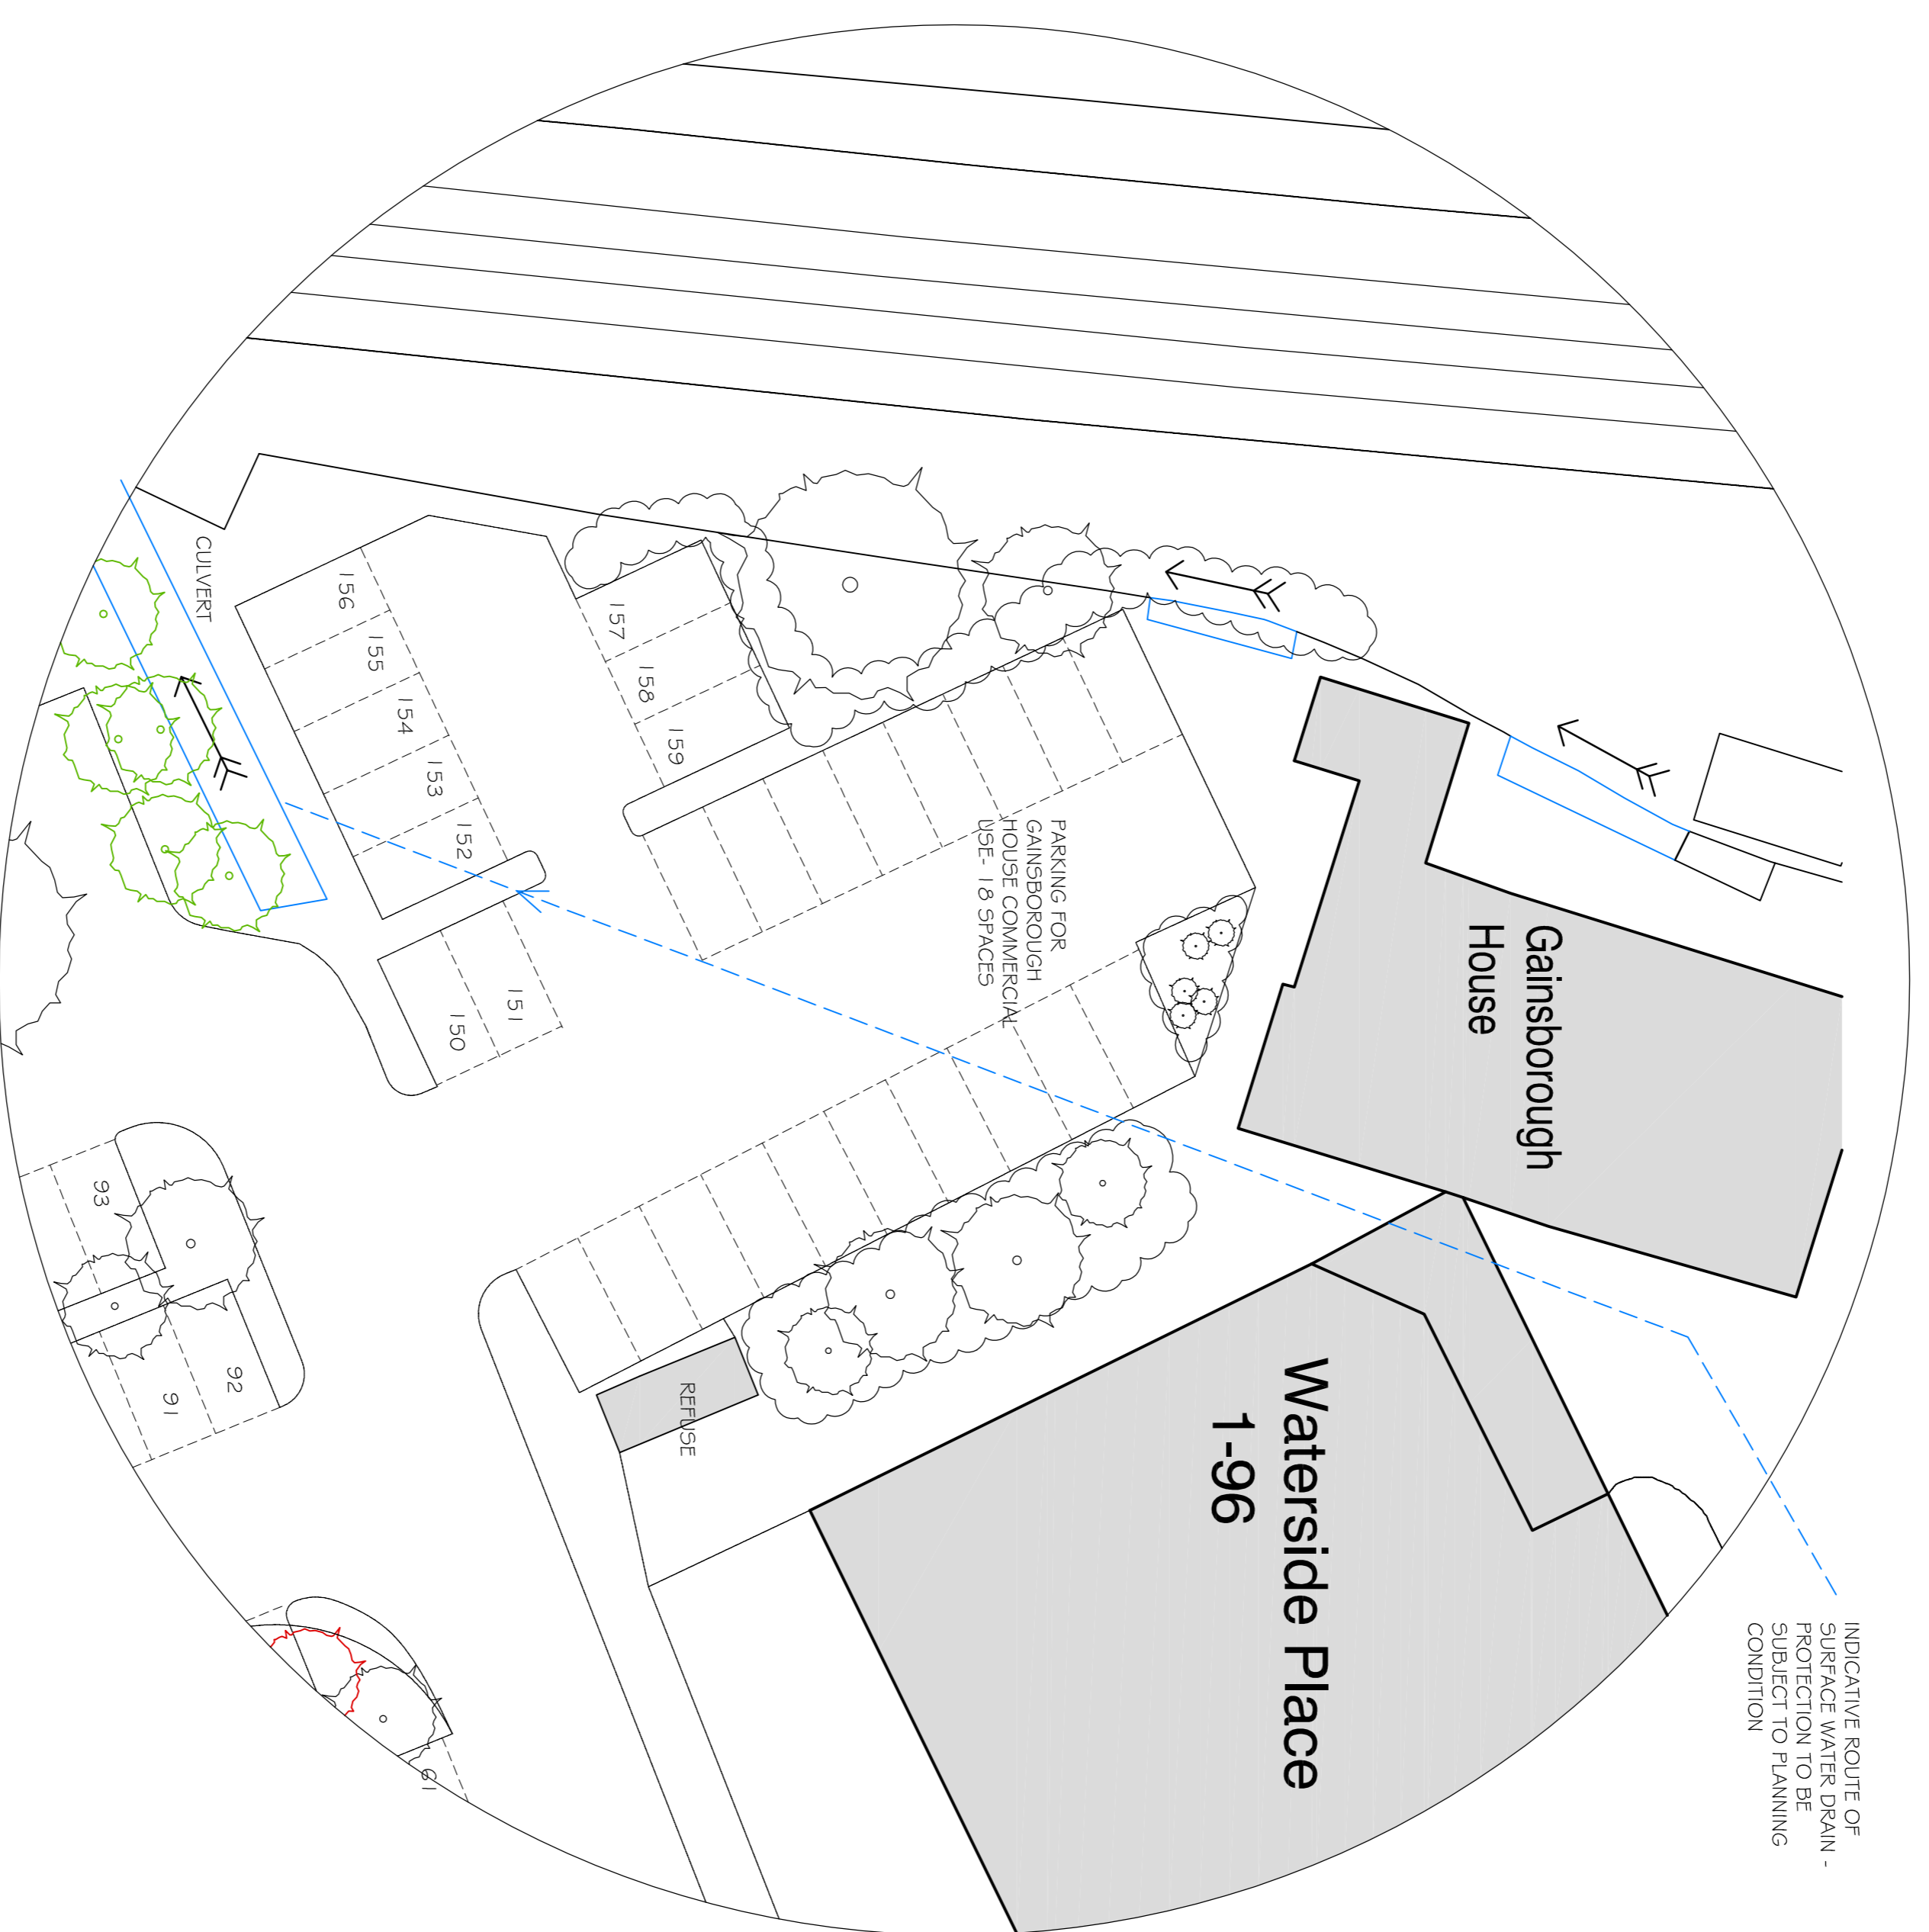 Gainsborough
House
Waterside Place
1-96
INDICATIVE ROUTE OF
SURFACE WATER DRAIN -
PROTECTION TO BE
SUBJECT TO PLANNING
CONDITION
PARKING FOR
GAINSBOROUGH
HOUSE COMMERCIAL
USE- 18 SPACES
REFUSE
CULVERT
157
158
159
156
155
154
153
152
151
150
93
92
91
61